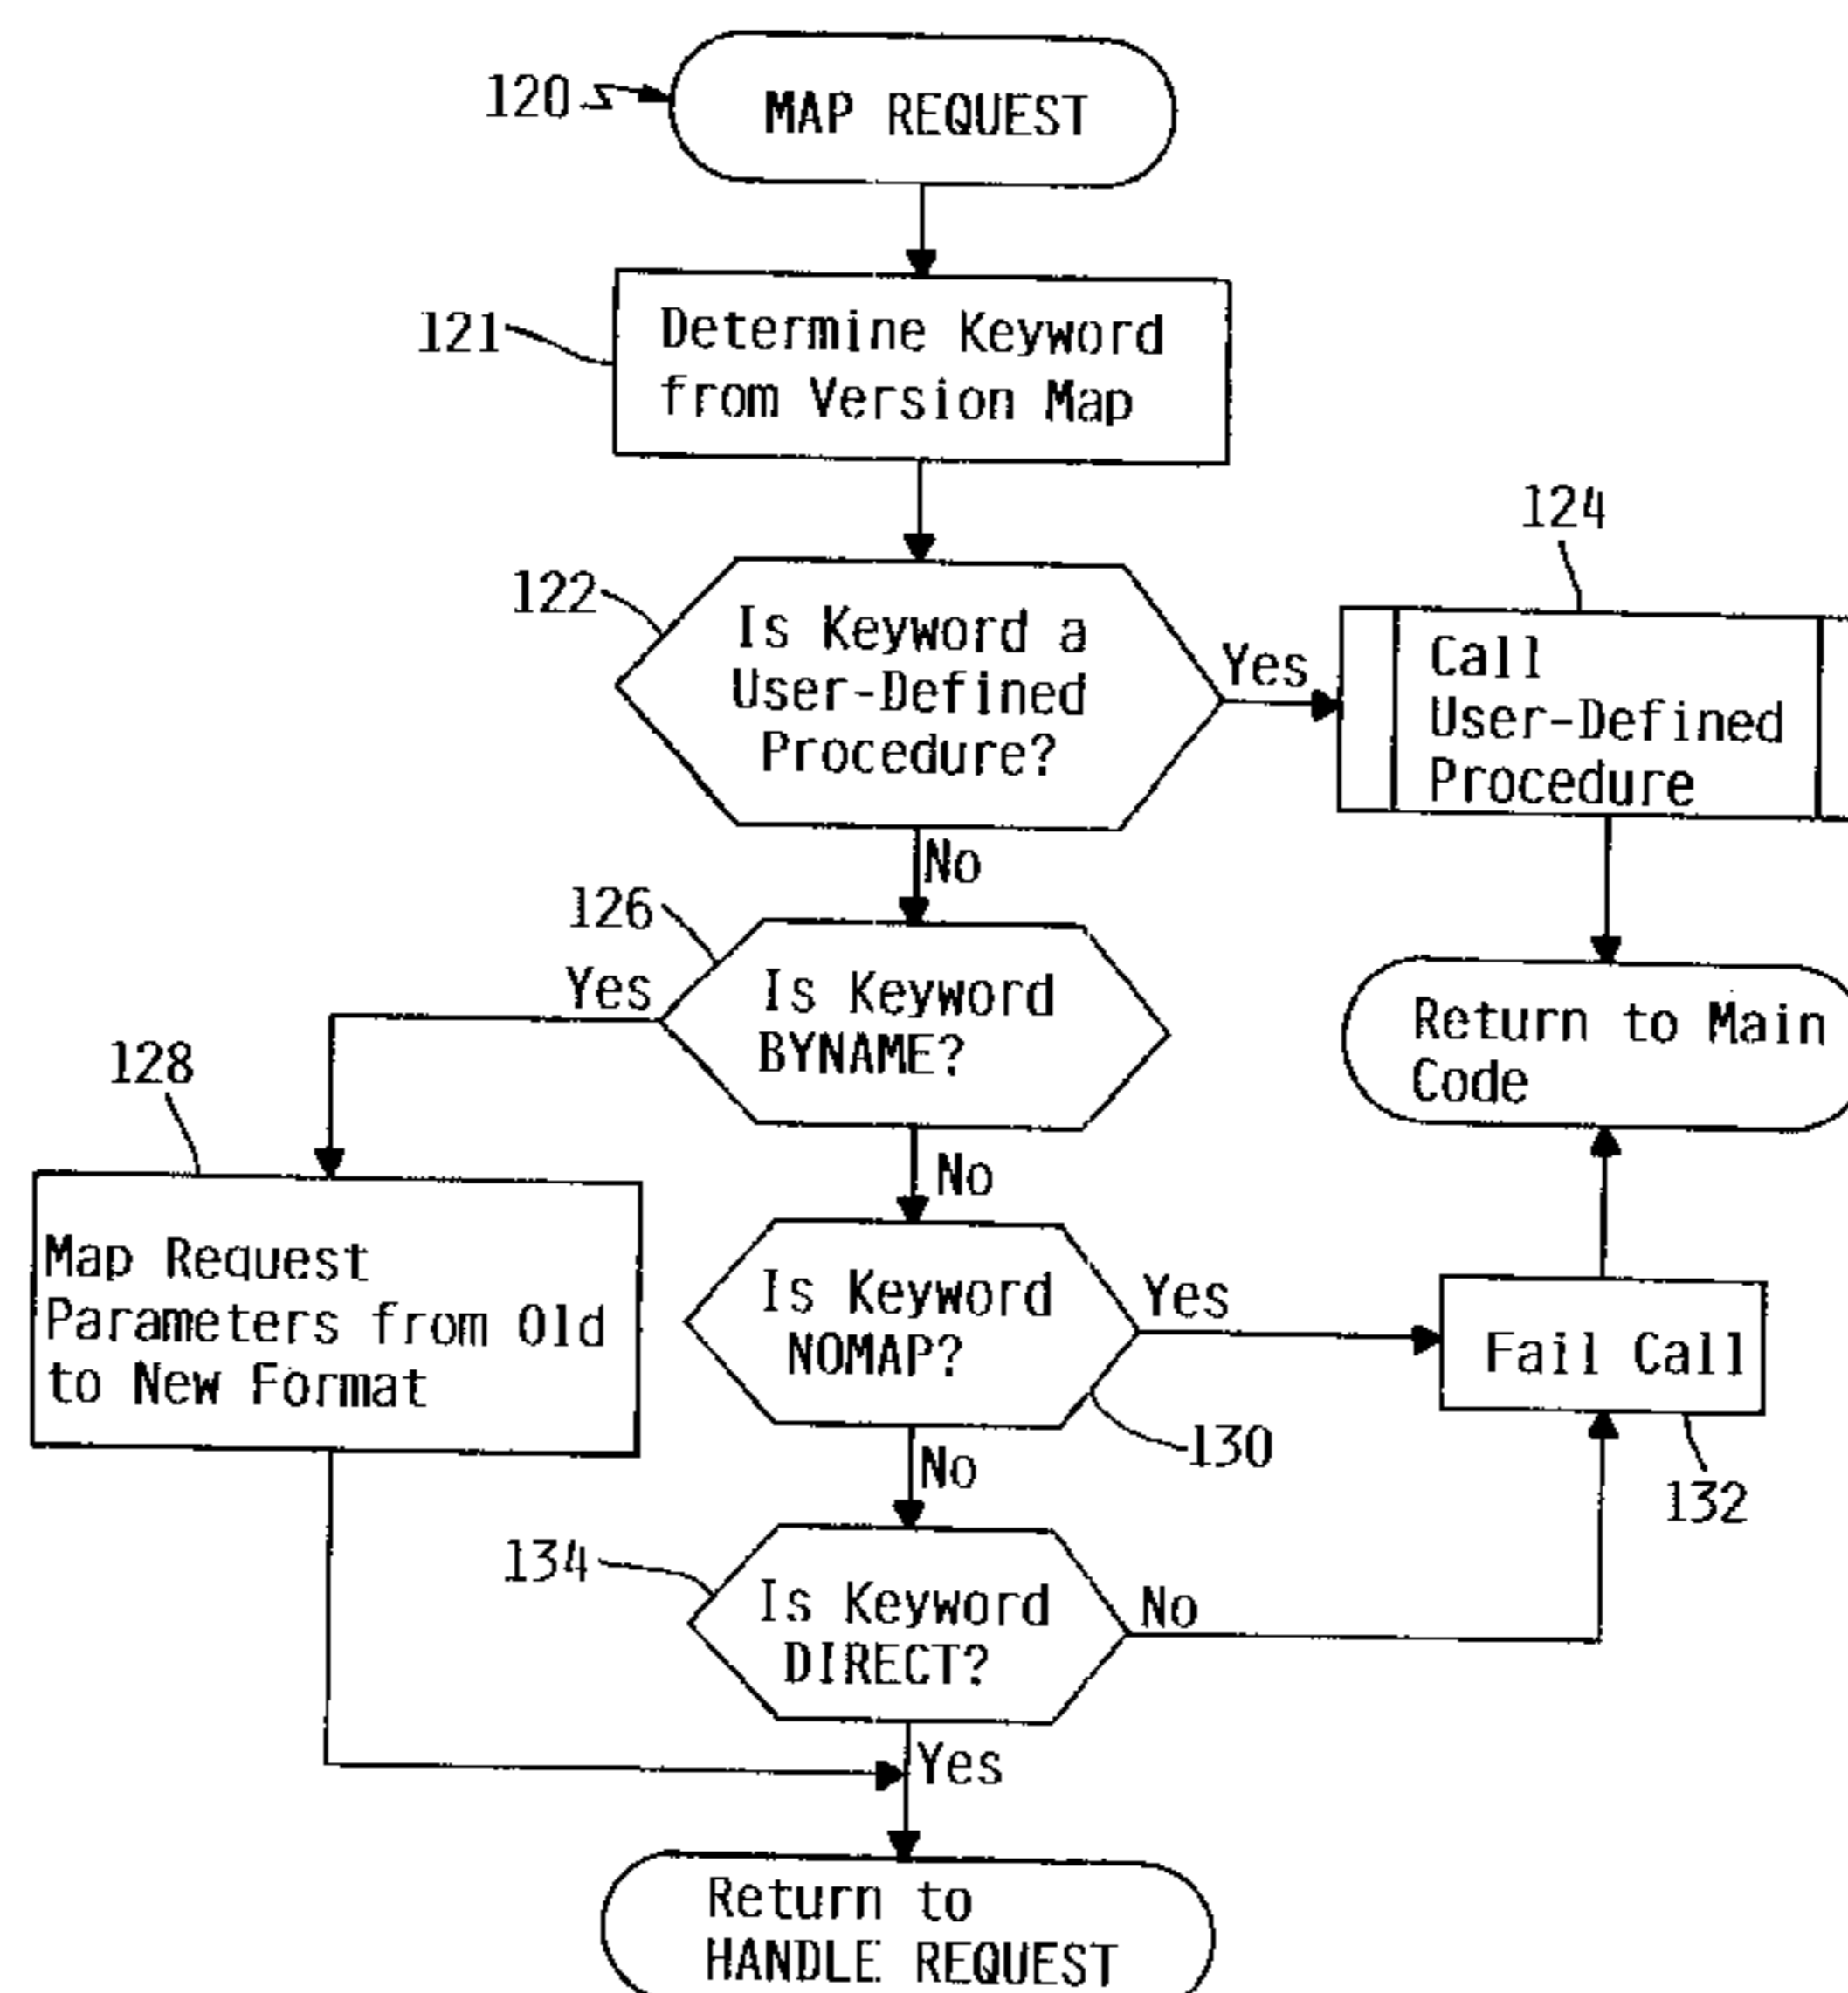 120
MAP REQUEST
121
Determine Keyword
from Version Map
122
Is Keyword a
User-Defined
Procedure?
Yes
124
Call
User-Defined
Procedure
No
126
Yes
Is Keyword
BYNAME?
Return to Main
Code
128
No
Map Request
Parameters from Old
to New Format
Is Keyword
NOMAP?
Yes
Fail Call
130
132
No
134
Is Keyword
DIRECT?
No
Yes
Return to
HANDLE REQUEST